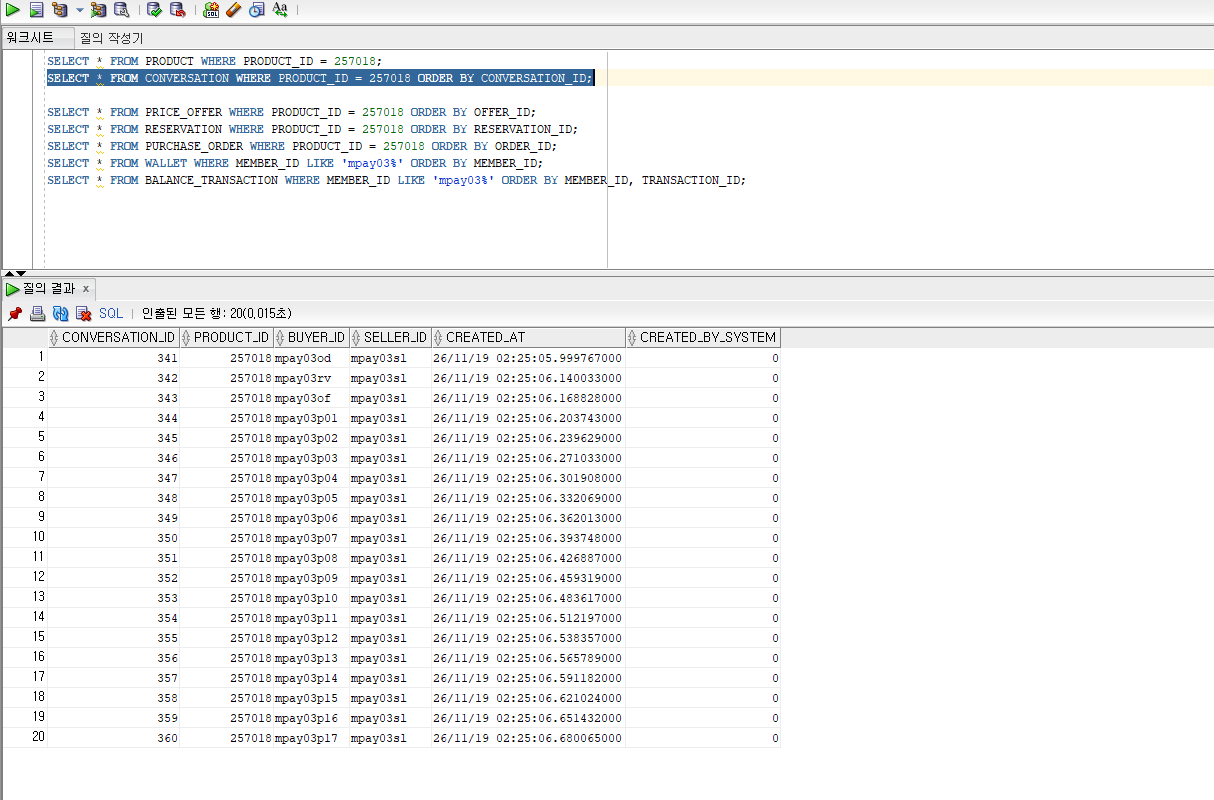 워크시트 질의 작성기
SELECT * FROM PRODUCT WHERE PRODUCT_ID = 257018;
SELECT * FROM CONVERSATION WHERE PRODUCT_ID = 257018 ORDER BY CONVERSATION_ID;
SELECT * FROM PRICE_OFFER WHERE PRODUCT_ID = 257018 ORDER BY OFFER_ID;
SELECT * FROM RESERVATION WHERE PRODUCT_ID = 257018 ORDER BY RESERVATION_ID;
SELECT * FROM PURCHASE_ORDER WHERE PRODUCT_ID = 257018 ORDER BY ORDER_ID;
SELECT * FROM WALLET WHERE MEMBER_ID LIKE 'mpay03%' ORDER BY MEMBER_ID;
SELECT * FROM BALANCE_TRANSACTION WHERE MEMBER_ID LIKE 'mpay03%' ORDER BY MEMBER_ID, TRANSACTION_ID;
질의 결과 x
SQL | 인출된 모든 행: 20(0,015초)
CONVERSATION_ID PRODUCT_ID BUYER_ID SELLER_ID CREATED_AT CREATED_BY_SYSTEM
1 341 257018 mpay03od mpay03sl 26/11/19 02:25:05.999767000 0
2 342 257018 mpay03rv mpay03sl 26/11/19 02:25:06.140033000 0
3 343 257018 mpay03of mpay03sl 26/11/19 02:25:06.168828000 0
4 344 257018 mpay03p01 mpay03sl 26/11/19 02:25:06.203743000 0
5 345 257018 mpay03p02 mpay03sl 26/11/19 02:25:06.239629000 0
6 346 257018 mpay03p03 mpay03sl 26/11/19 02:25:06.271033000 0
7 347 257018 mpay03p04 mpay03sl 26/11/19 02:25:06.301908000 0
8 348 257018 mpay03p05 mpay03sl 26/11/19 02:25:06.332069000 0
9 349 257018 mpay03p06 mpay03sl 26/11/19 02:25:06.362013000 0
10 350 257018 mpay03p07 mpay03sl 26/11/19 02:25:06.393748000 0
11 351 257018 mpay03p08 mpay03sl 26/11/19 02:25:06.426887000 0
12 352 257018 mpay03p09 mpay03sl 26/11/19 02:25:06.459319000 0
13 353 257018 mpay03p10 mpay03sl 26/11/19 02:25:06.483617000 0
14 354 257018 mpay03p11 mpay03sl 26/11/19 02:25:06.512197000 0
15 355 257018 mpay03p12 mpay03sl 26/11/19 02:25:06.538357000 0
16 356 257018 mpay03p13 mpay03sl 26/11/19 02:25:06.565789000 0
17 357 257018 mpay03p14 mpay03sl 26/11/19 02:25:06.591182000 0
18 358 257018 mpay03p15 mpay03sl 26/11/19 02:25:06.621024000 0
19 359 257018 mpay03p16 mpay03sl 26/11/19 02:25:06.651432000 0
20 360 257018 mpay03p17 mpay03sl 26/11/19 02:25:06.680065000 0